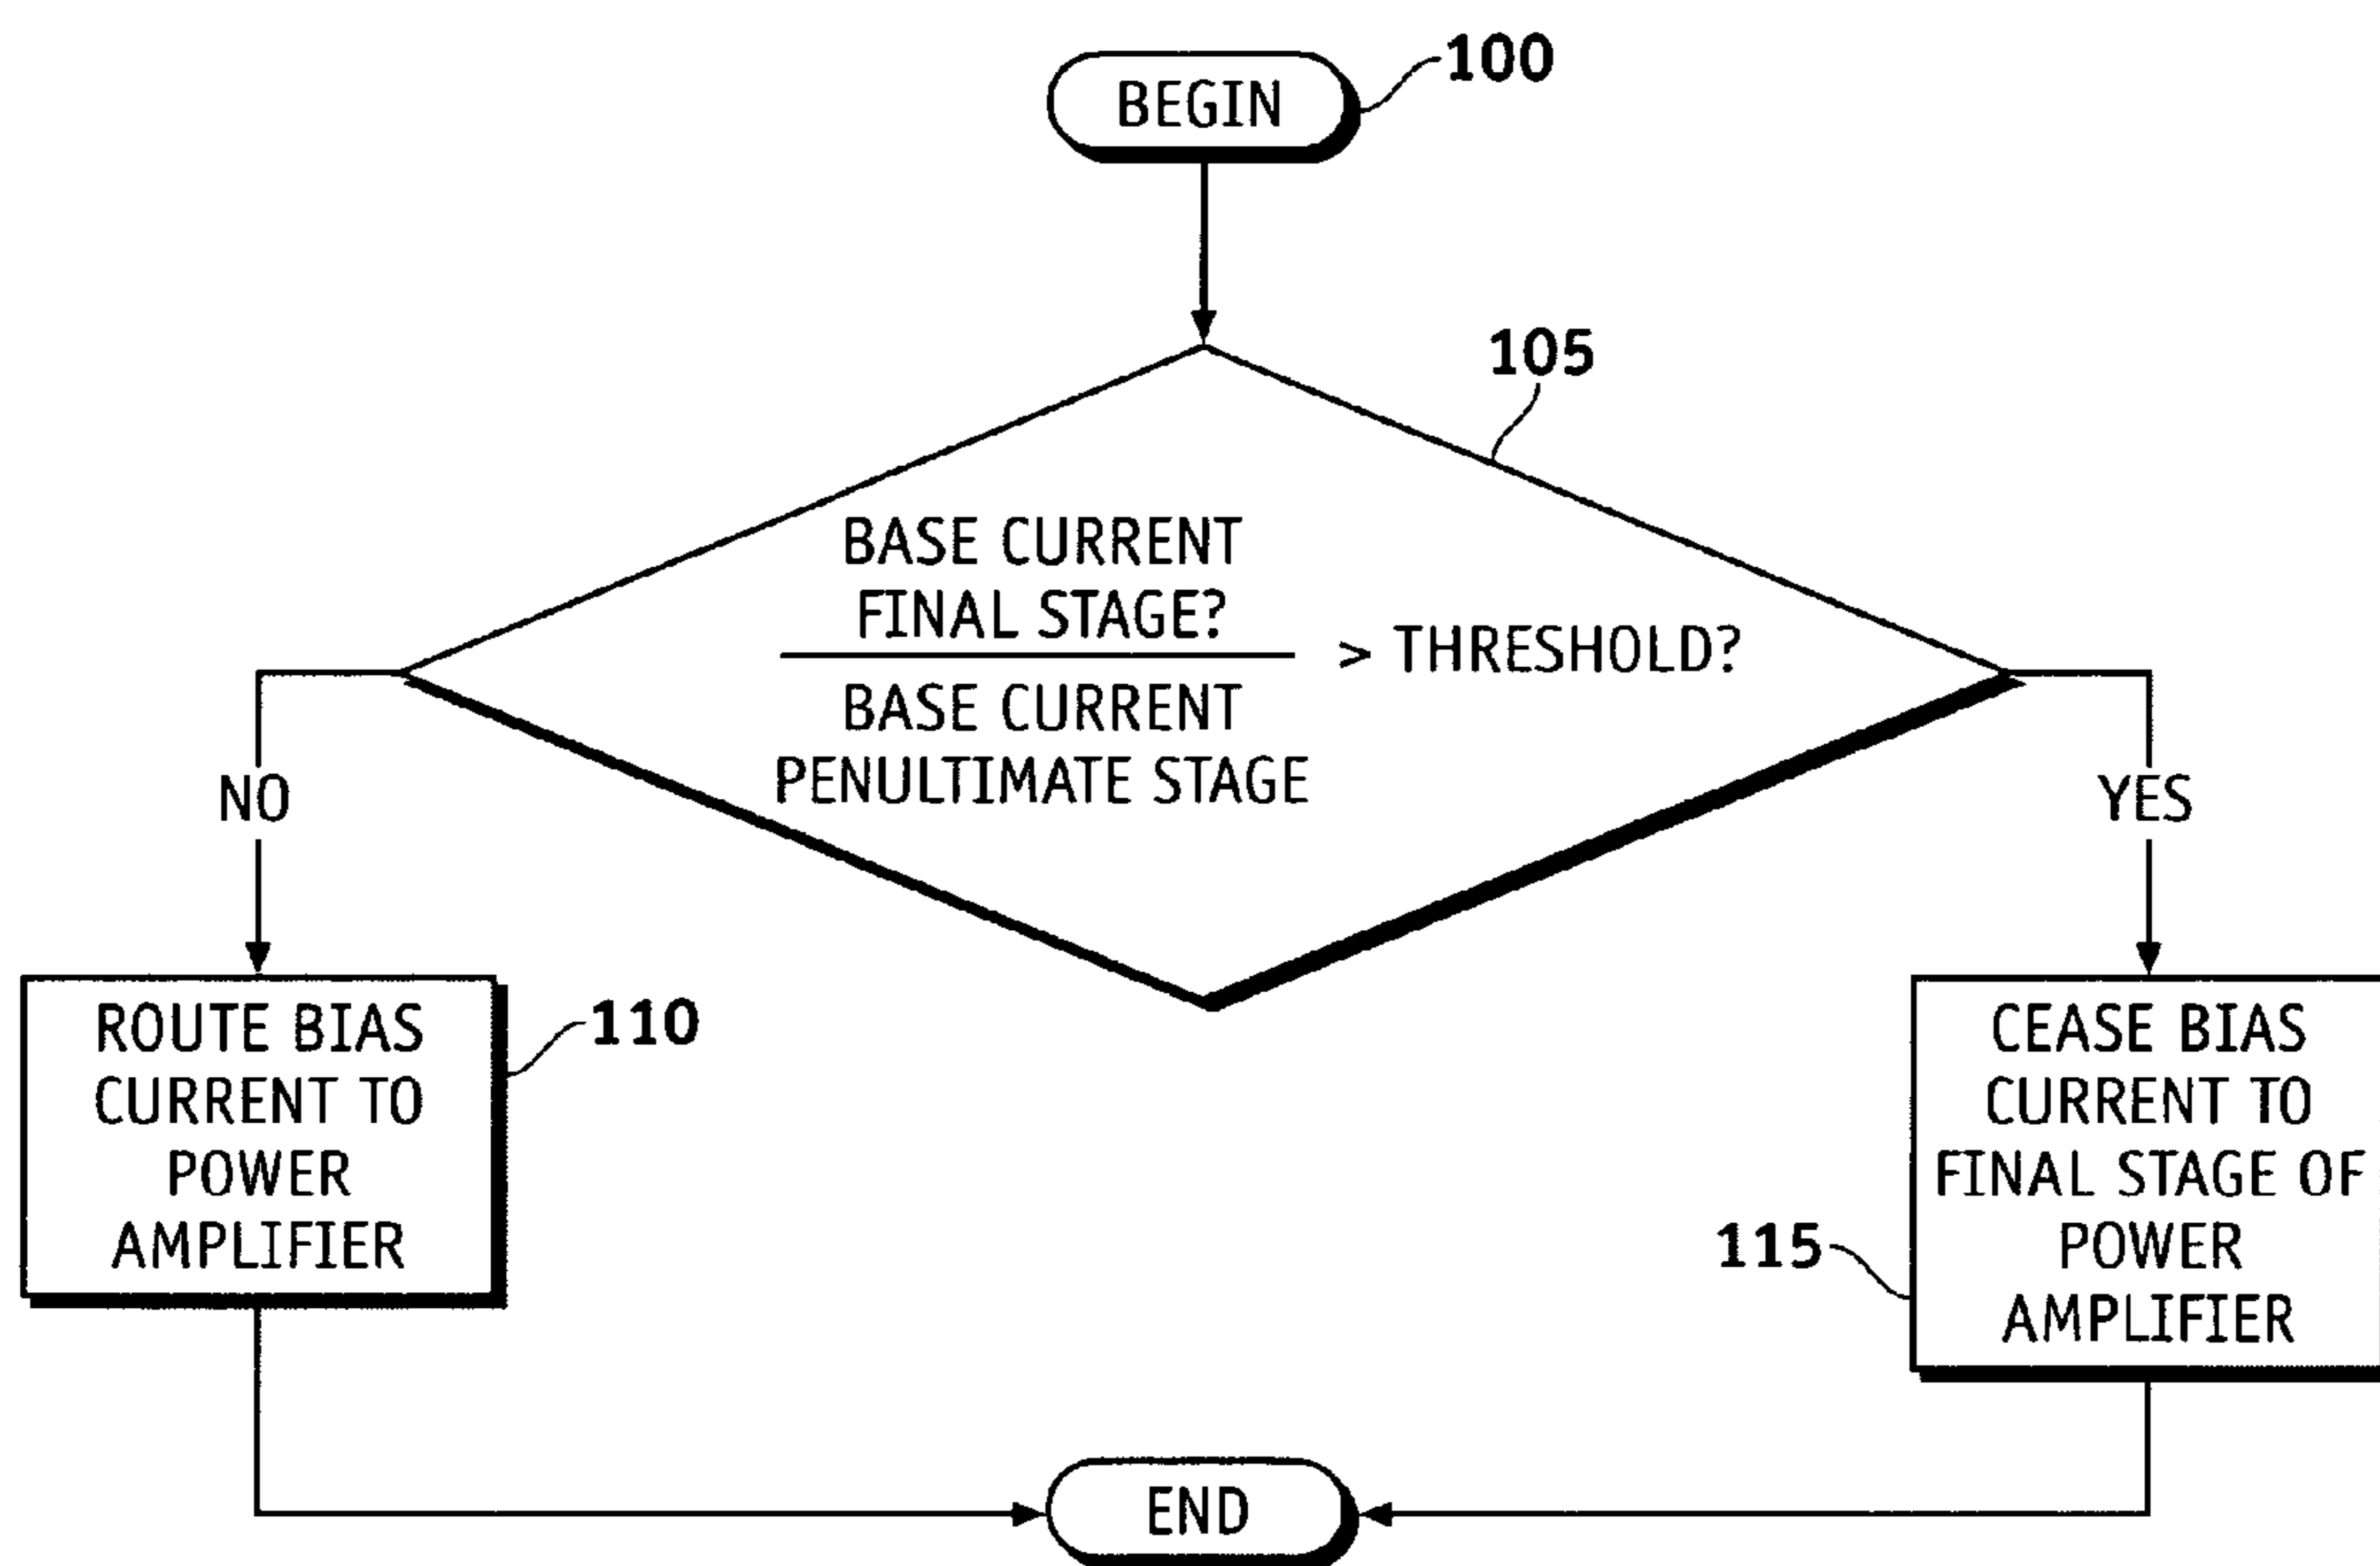 BEGIN
100
105
BASE CURRENT
FINAL STAGE?
> THRESHOLD?
BASE CURRENT
PENULTIMATE STAGE
NO
YES
ROUTE BIAS
CURRENT TO
POWER
AMPLIFIER
110
CEASE BIAS
CURRENT TO
FINAL STAGE OF
POWER
AMPLIFIER
115
END